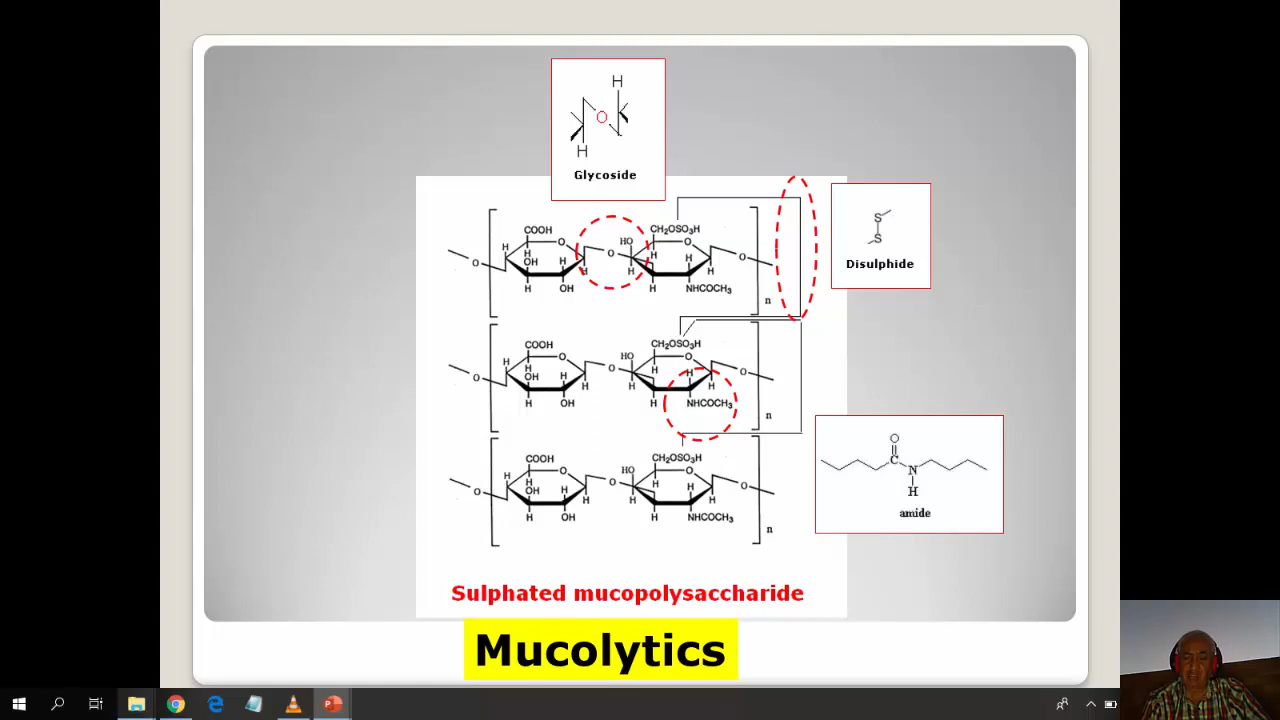 H
O
H
Glycoside
S
S
Disulphide
COOH
O
H
OH
H
H
H
OH
O
O
HO
H
CH₂OSO₃H
O
H
H
H
H
NHCOCH₃
O
n
COOH
O
H
OH
H
H
H
OH
O
O
HO
H
CH₂OSO₃H
O
H
H
H
H
NHCOCH₃
O
n
COOH
O
H
OH
H
H
H
OH
O
O
HO
H
CH₂OSO₃H
O
H
H
H
H
NHCOCH₃
O
n
O
C
N
H
amide
Sulphated mucopolysaccharide
Mucolytics